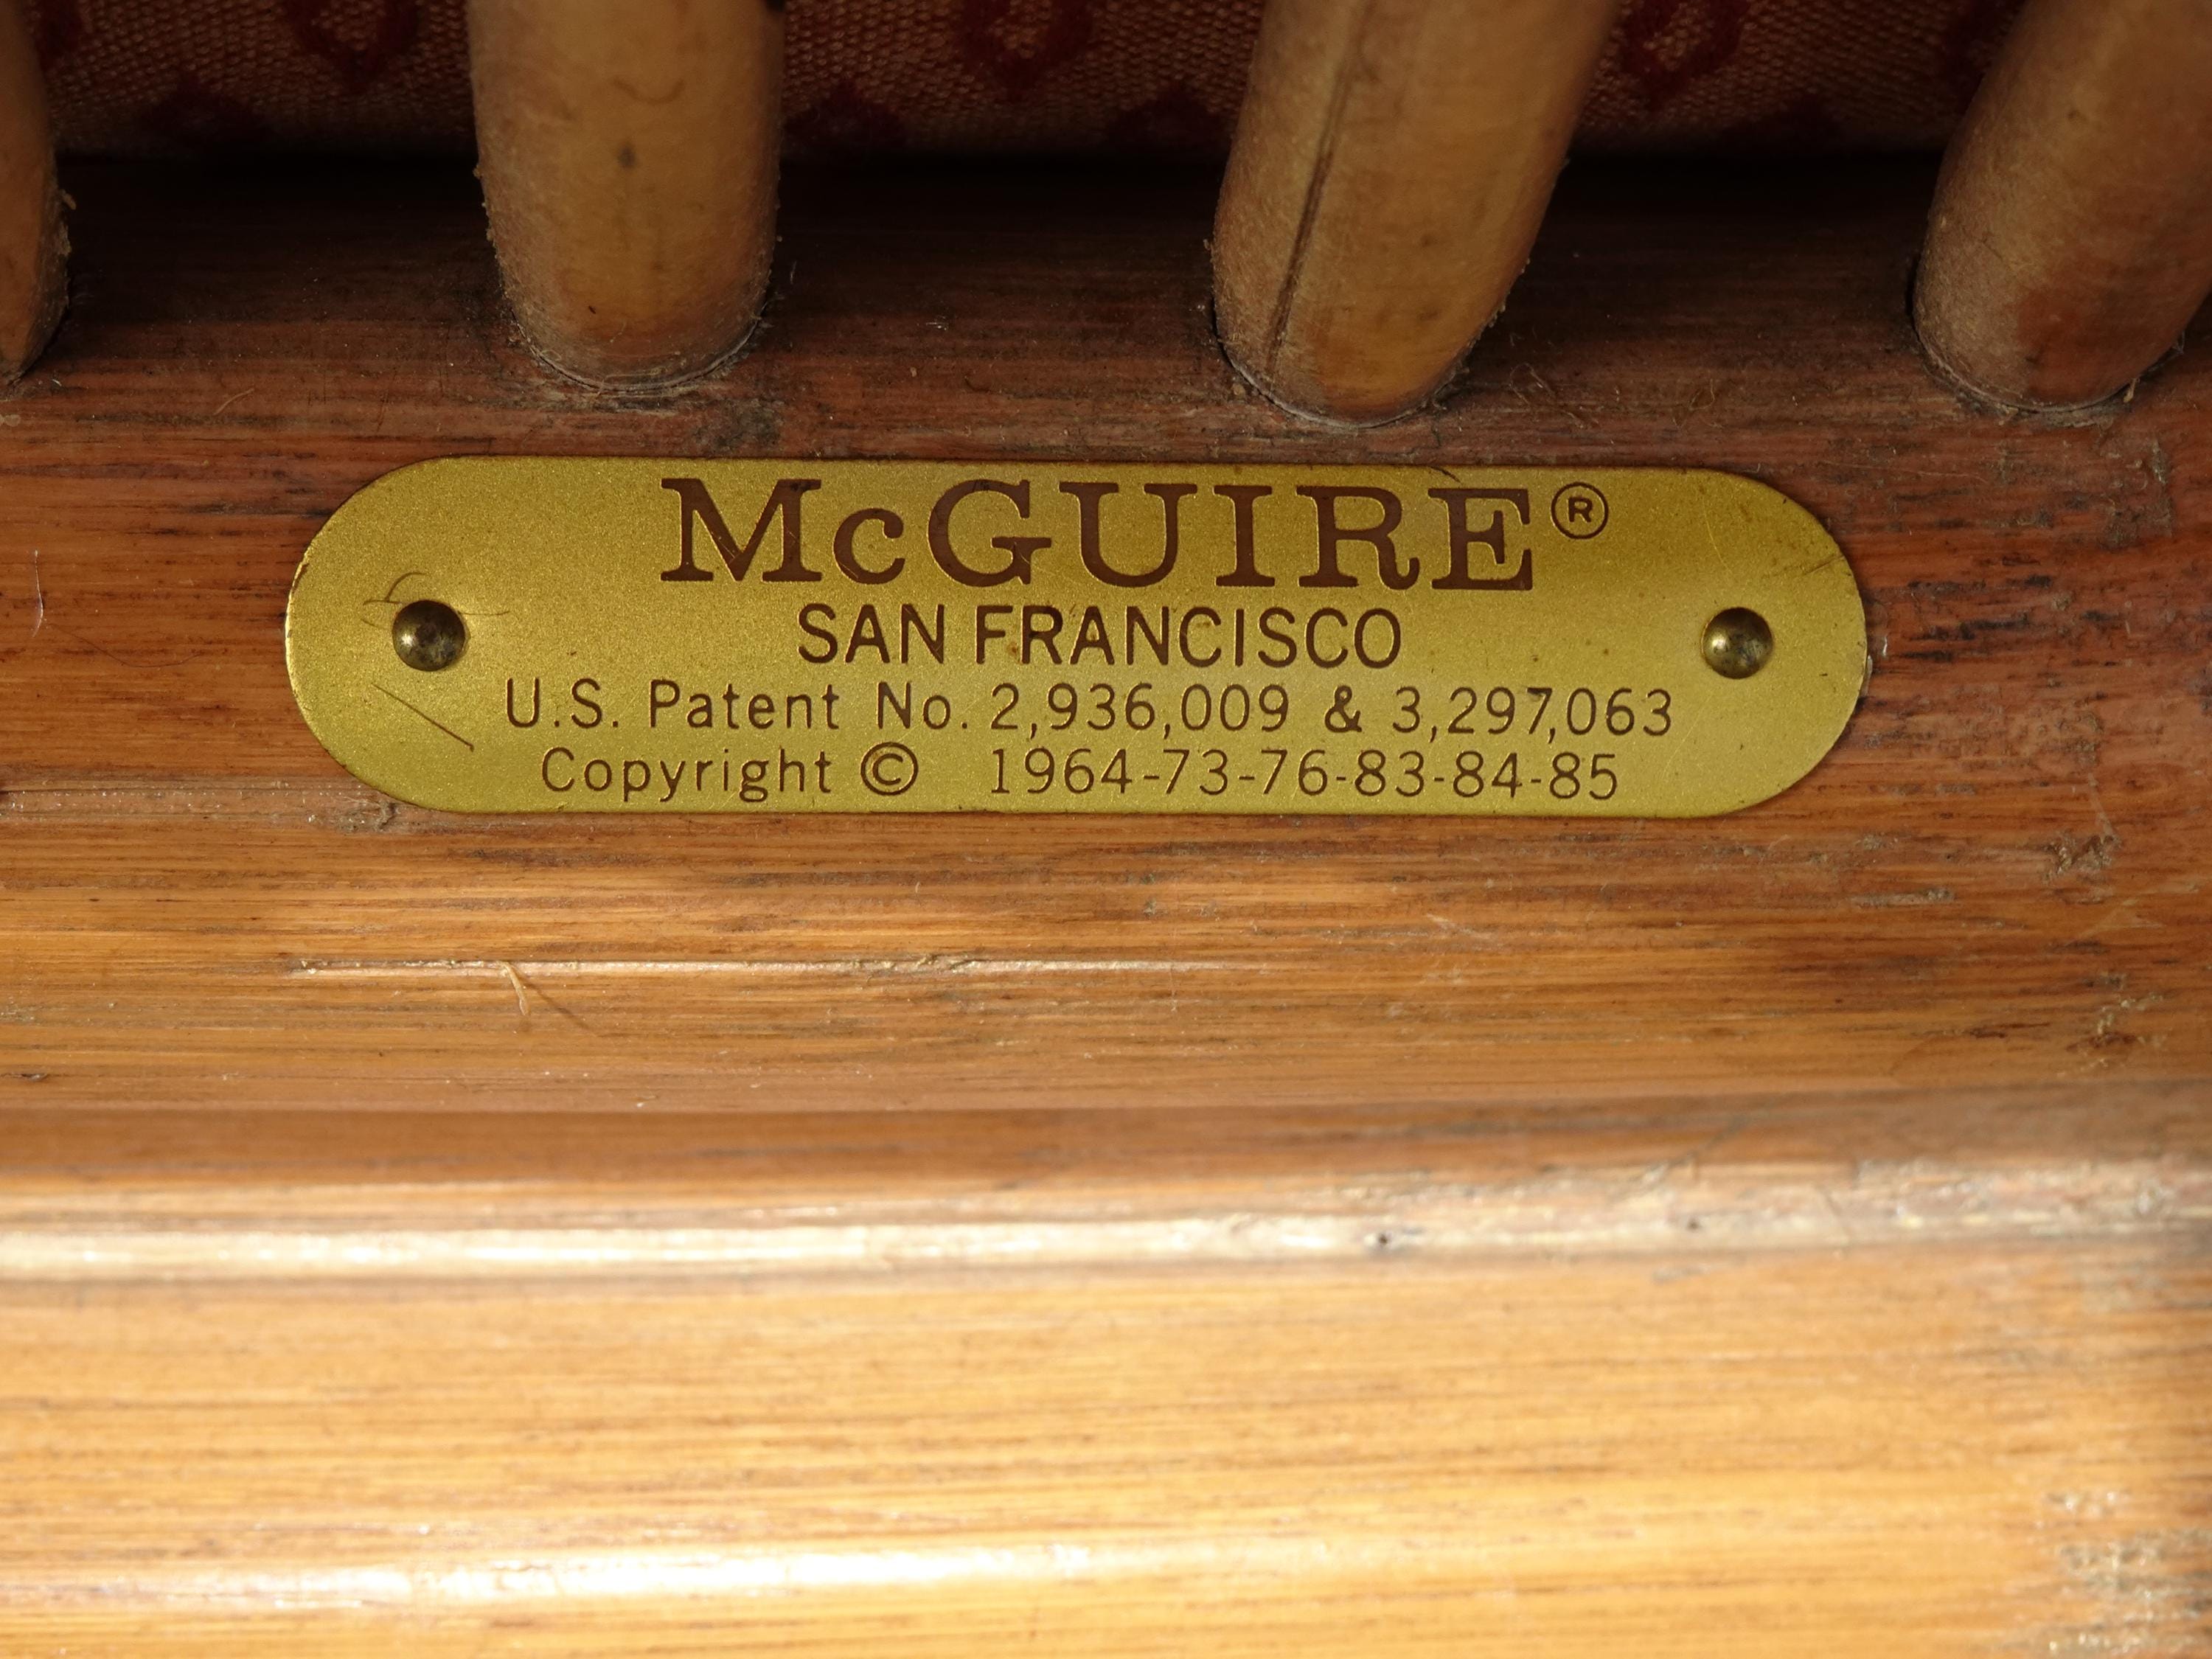 McGUIRE®
SAN FRANCISCO
U.S. Patent No. 2,936,009 & 3,297,063
Copyright © 1964-73-76-83-84-85